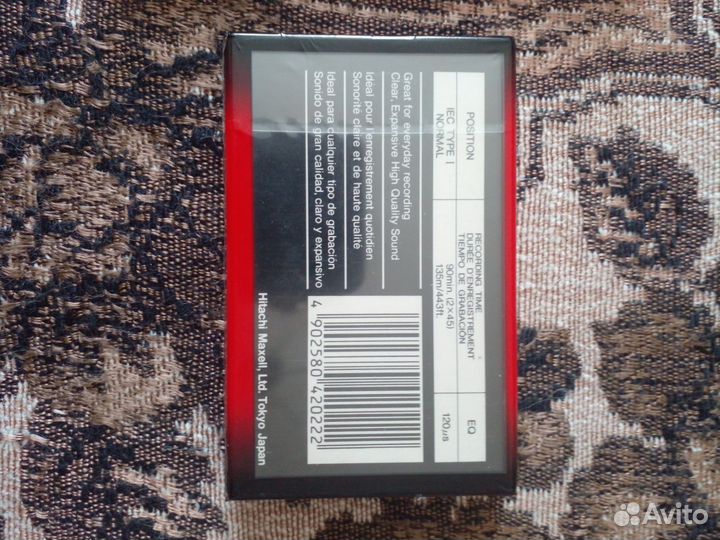 POSITION
IEC TYPE I
NORMAL
RECORDING TIME
DURÉE D'ENREGISTREMENT
TIEMPO DE GRABACIÓN
90min. (2×45)
135m/443ft.
EQ
120μs
Great for everyday recording
Clear, Expansive High Quality Sound
Idéal pour l'enregistrement quotidien
Sonorité claire et de haute qualité
Ideal para cualquier tipo de grabación
Sonido de gran calidad, claro y expansivo
4 902580 420222
Hitachi Maxell, Ltd. Tokyo Japan
Avito